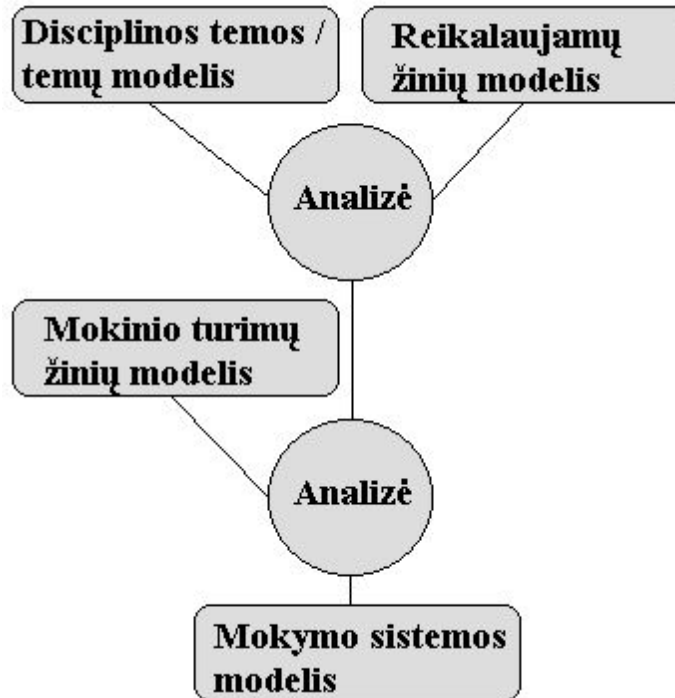 Disciplinos temos /
temų modelis
Reikalaujamų
žinių modelis
Analizė
Mokinio turimų
žinių modelis
Analizė
Mokymo sistemos
modelis